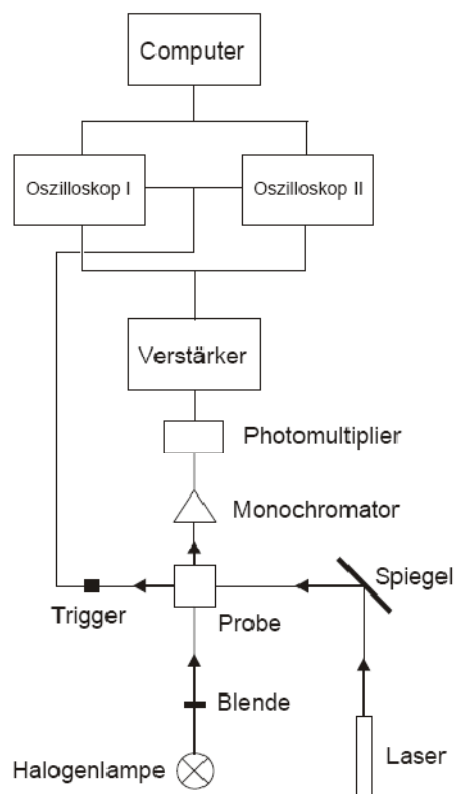 Computer
Oszilloskop I
Oszilloskop II
Verstärker
Photomultiplier
Monochromator
Spiegel
Trigger
Probe
Blende
Halogenlampe
Laser